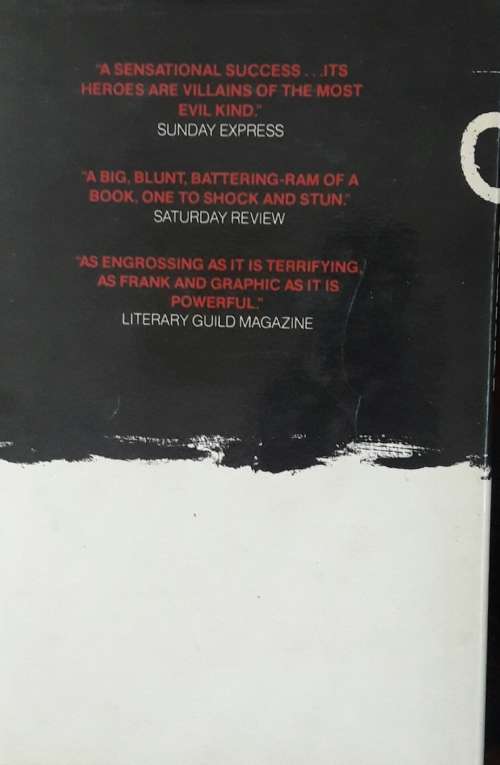 "A SENSATIONAL SUCCESS ...ITS
HEROES ARE VILLAINS OF THE MOST
EVIL KIND."
SUNDAY EXPRESS
"A BIG, BLUNT, BATTERING-RAM OF A
BOOK, ONE TO SHOCK AND STUN."
SATURDAY REVIEW
"AS ENGROSSING AS IT IS TERRIFYING,
AS FRANK AND GRAPHIC AS IT IS
POWERFUL."
LITERARY GUILD MAGAZINE